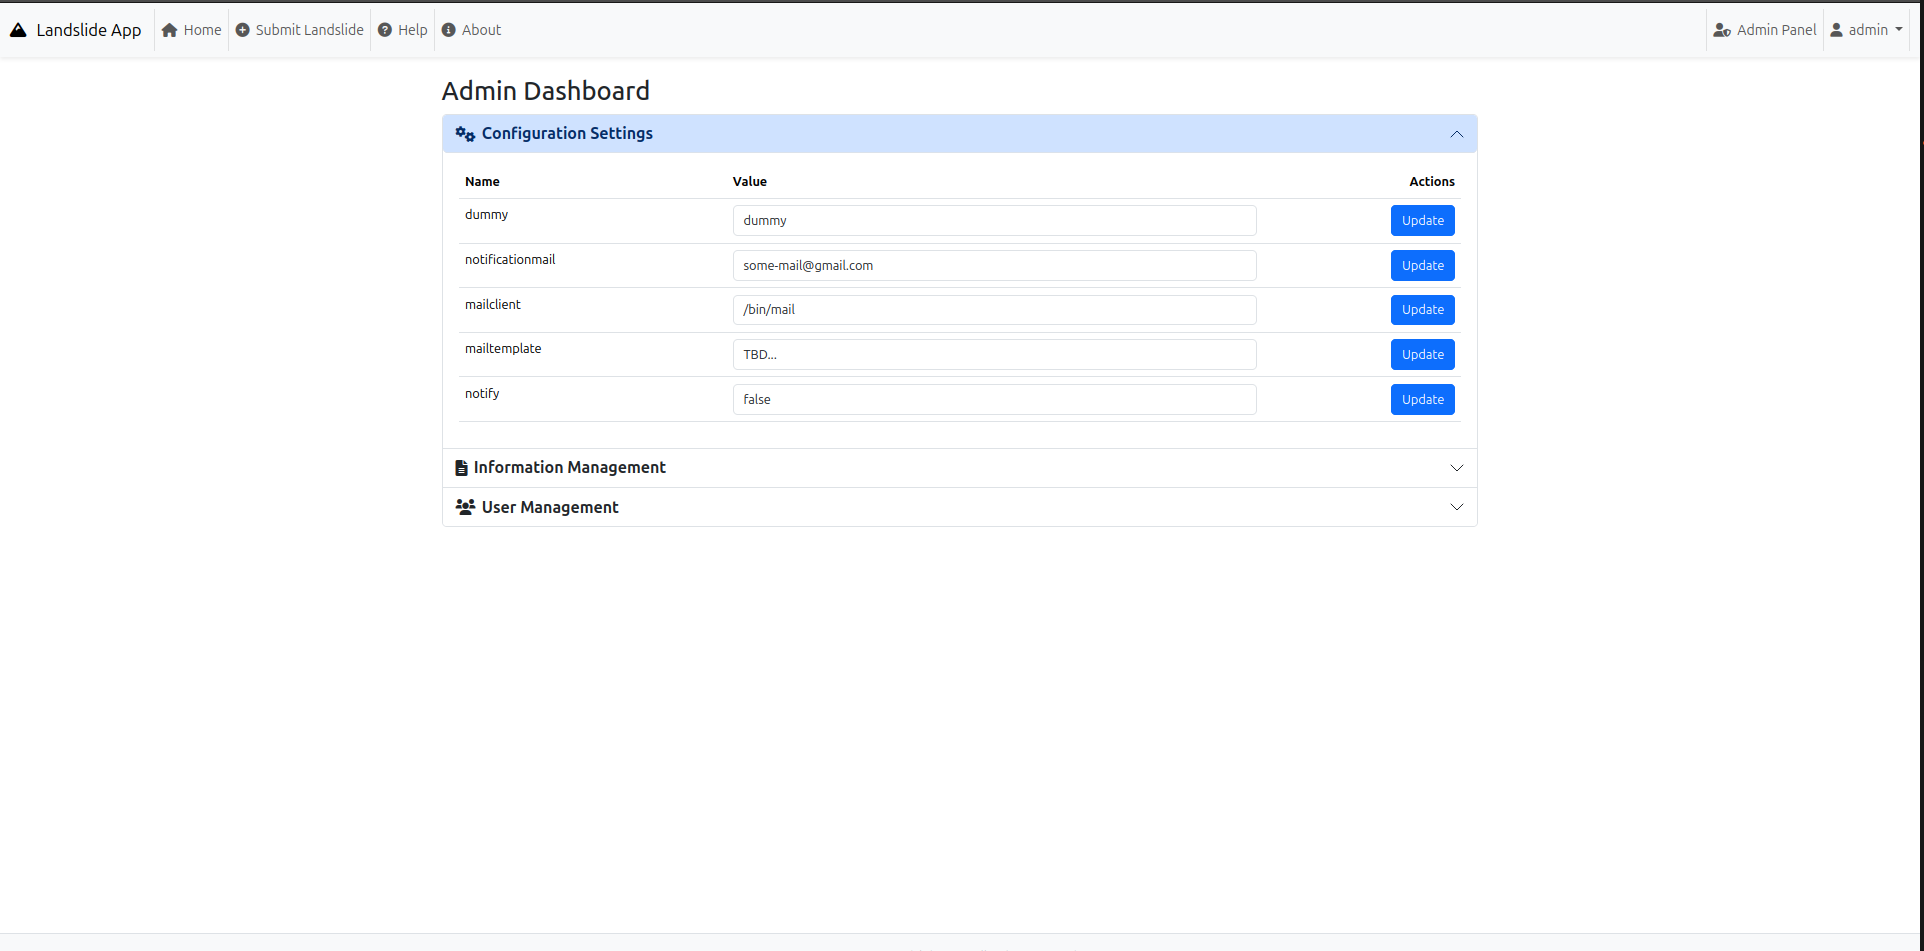 Landslide App Home Submit Landslide Help About Admin Panel admin
Admin Dashboard
Configuration Settings
Name Value Actions
dummy dummy Update
notificationmail some-mail@gmail.com Update
mailclient /bin/mail Update
mailtemplate TBD... Update
notify false Update
Information Management
User Management